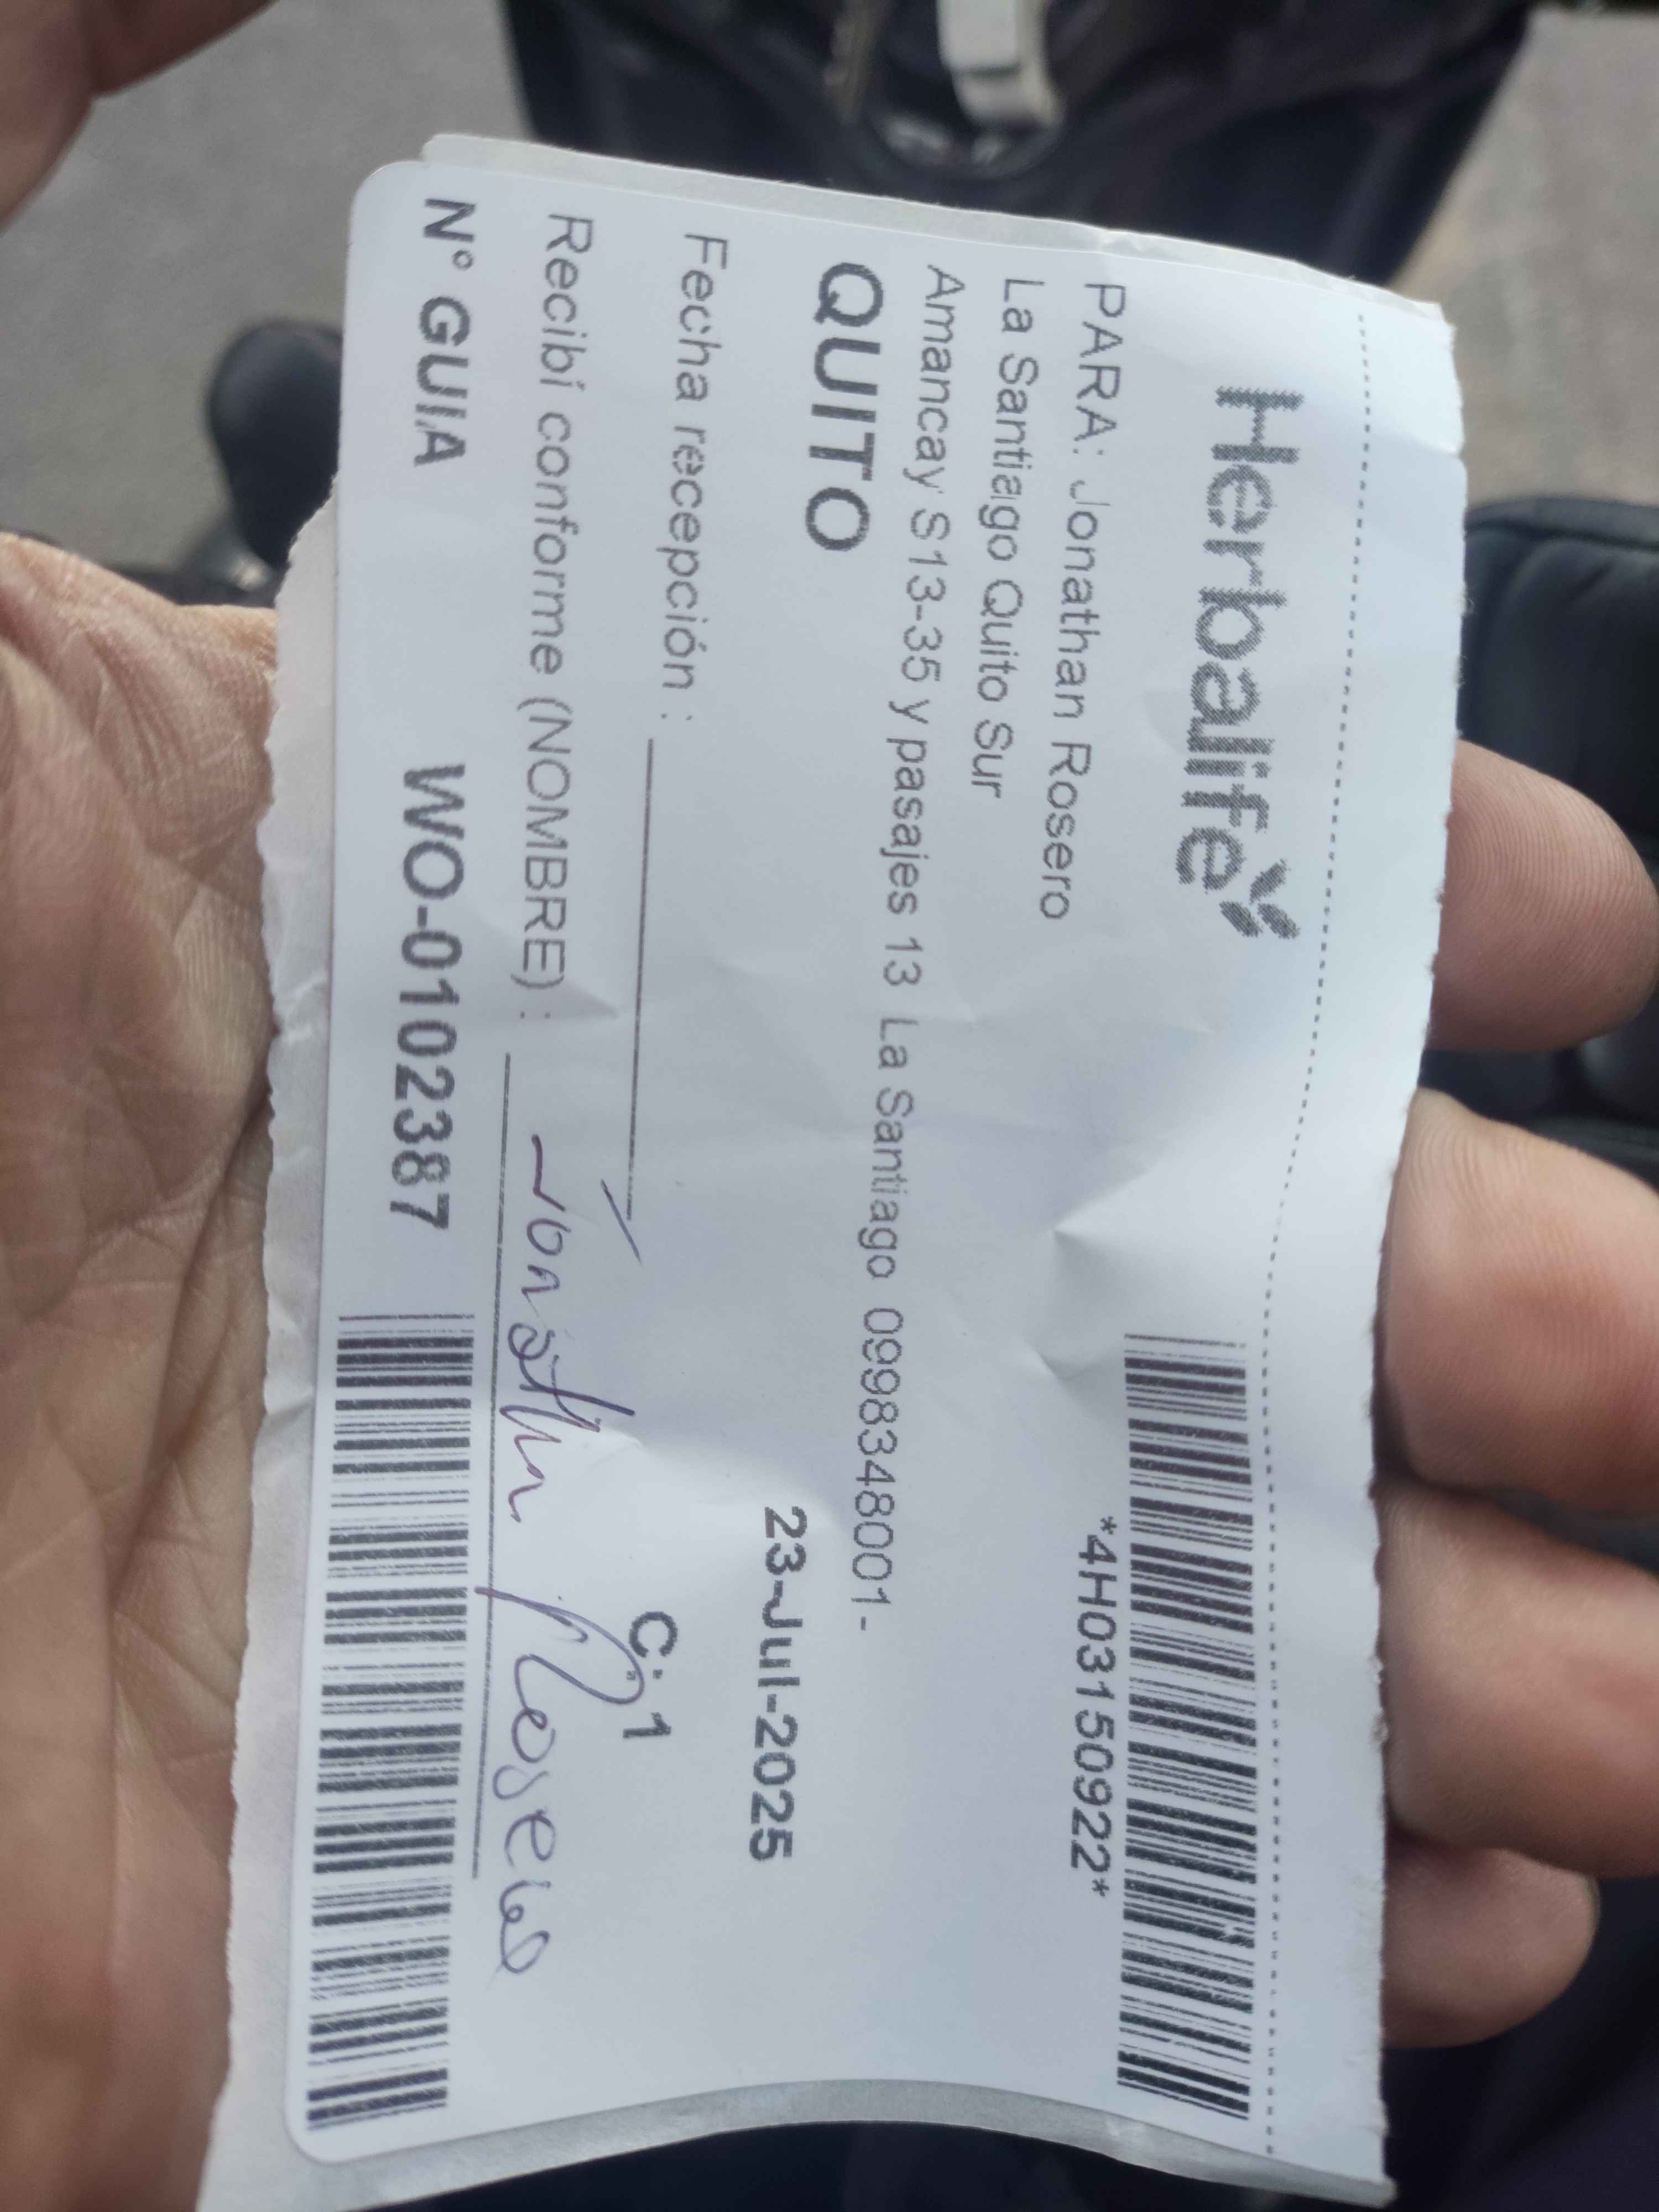 Herbalife
*4H03150922*
PARA: Jonathan Rosero
La Santiago Quito Sur
Amancay S13-35 y pasajes 13 La Santiago 0998348001-
QUITO
23-Jul-2025
Fecha recepción :
C. 1
Recibí conforme (NOMBRE) : Jonathan Rosero
N° GUIA WO-0102387